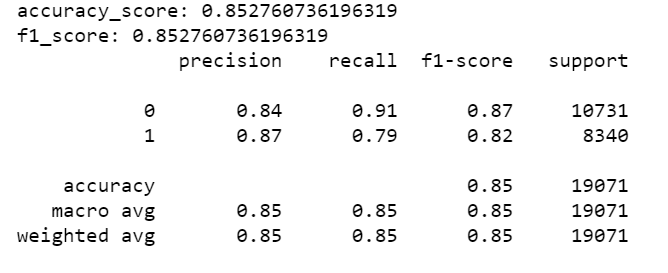 accuracy_score: 0.852760736196319
f1_score: 0.852760736196319
precision recall f1-score support
0 0.84 0.91 0.87 10731
1 0.87 0.79 0.82 8340
accuracy 0.85 19071
macro avg 0.85 0.85 0.85 19071
weighted avg 0.85 0.85 0.85 19071